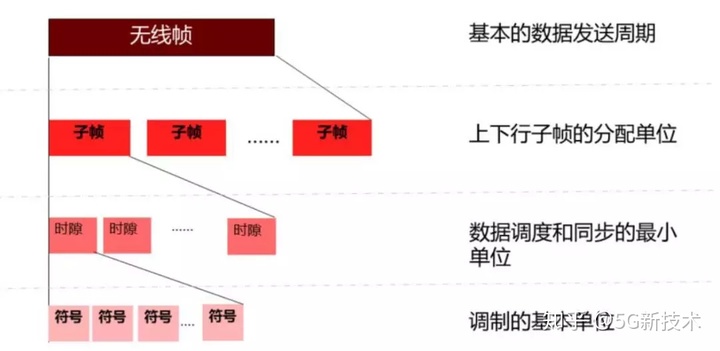 无线帧 基本的数据发送周期
子帧 子帧 …… 子帧 上下行子帧的分配单位
时隙 时隙 …… 时隙 数据调度和同步的最小
单位
符号 符号 符号 …. 符号 调制的基本单位
知乎 @5G新技术